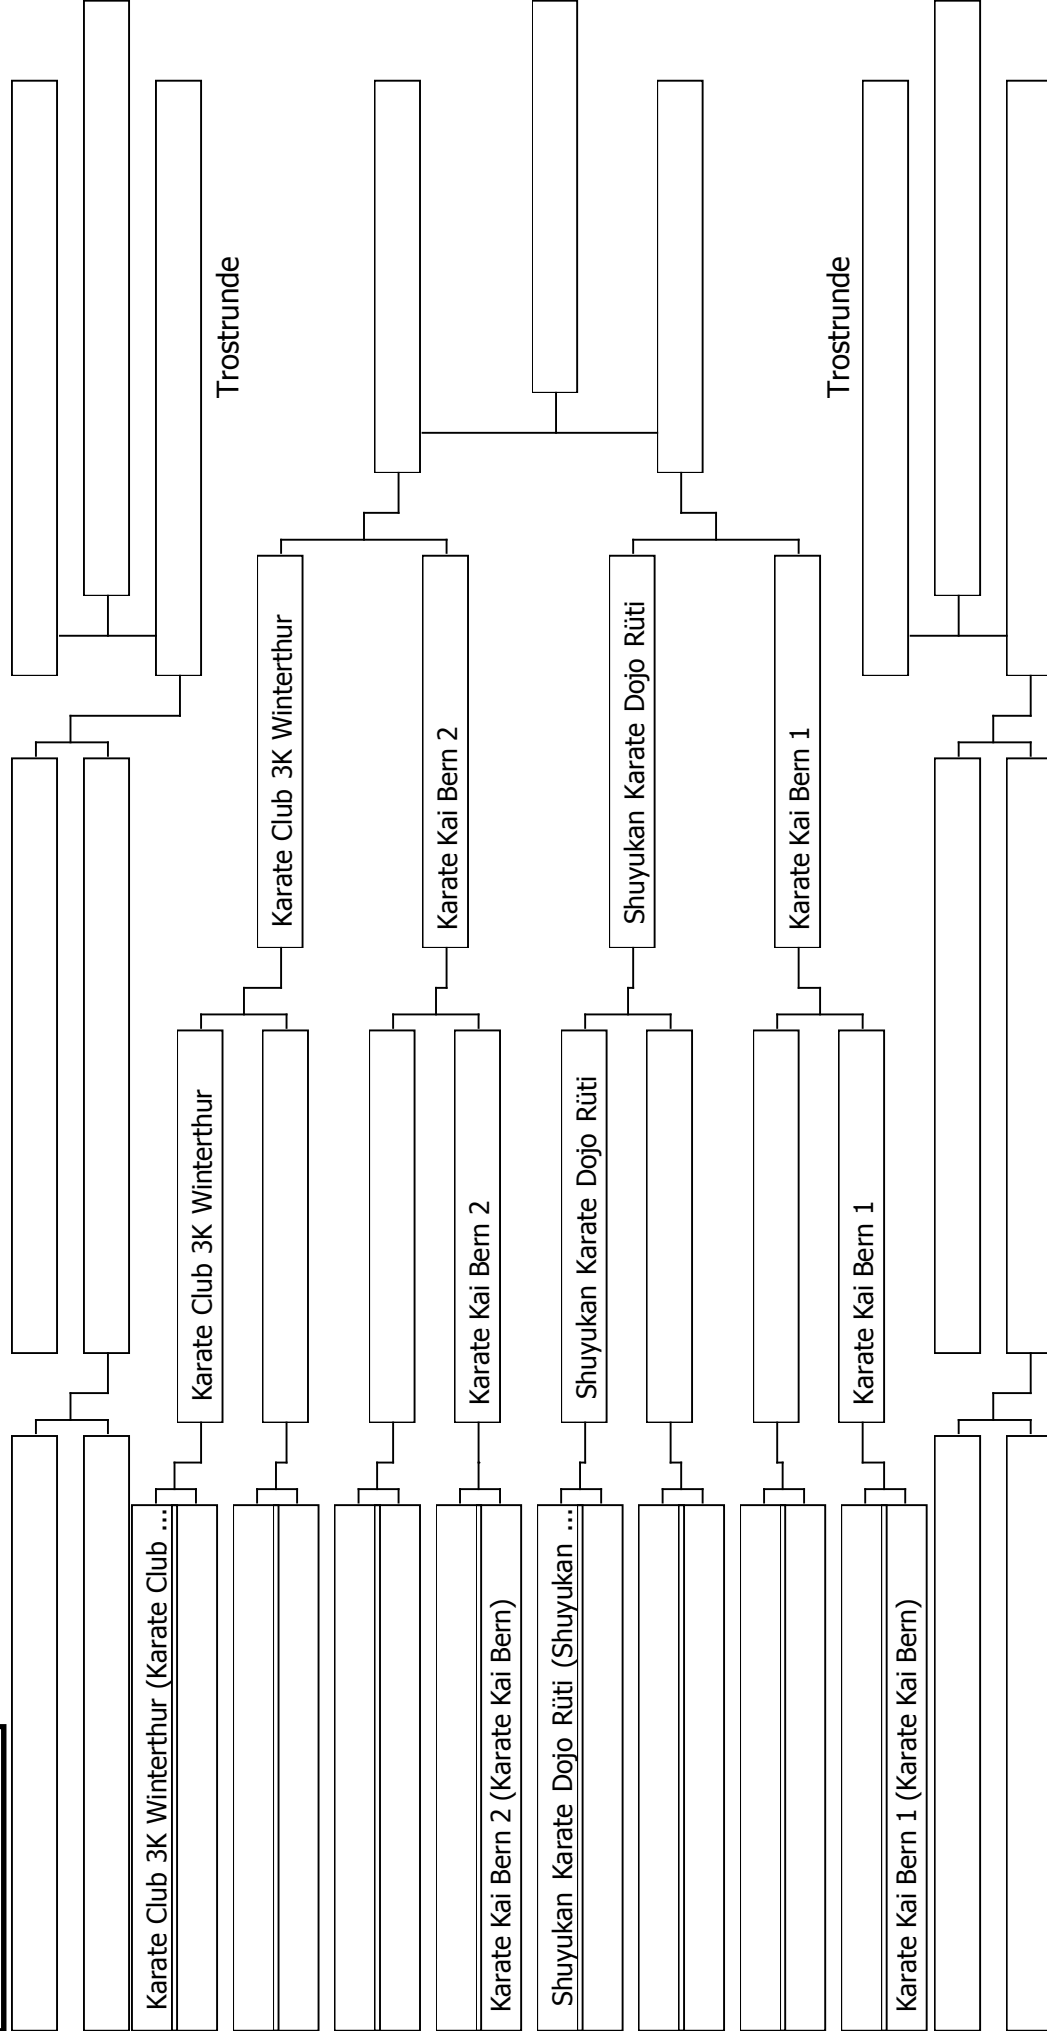 Karate Club 3K Winterthur (Karate Club ...
Karate Kai Bern 2 (Karate Kai Bern)
Shuyukan Karate Dojo Rüti (Shuyukan ...
Karate Kai Bern 1 (Karate Kai Bern)
Karate Club 3K Winterthur
Karate Kai Bern 2
Shuyukan Karate Dojo Rüti
Karate Kai Bern 1
Karate Club 3K Winterthur
Karate Kai Bern 2
Shuyukan Karate Dojo Rüti
Karate Kai Bern 1
Trostrunde
Trostrunde